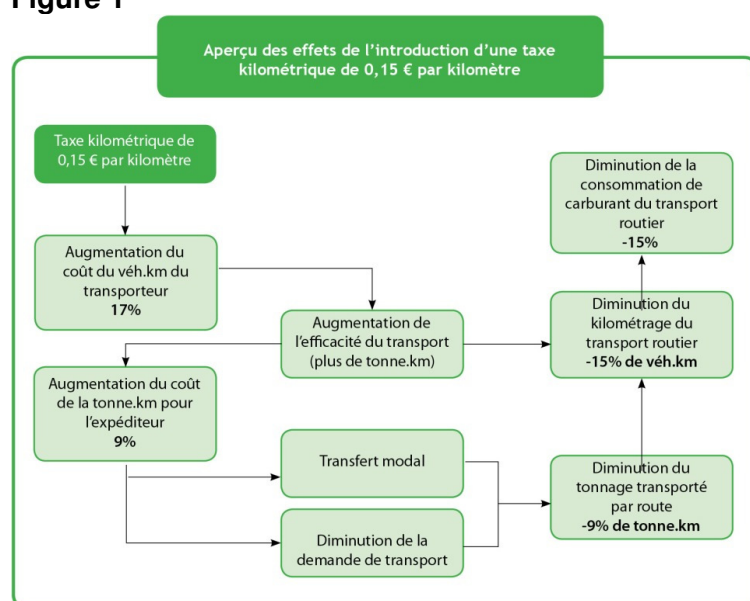 Figure 1
Aperçu des effets de l'introduction d'une taxe
kilométrique de 0,15 € par kilomètre
Taxe kilométrique de
0,15 € par kilomètre
Augmentation du
coût du véh.km du
transporteur
17%
Augmentation de
l'efficacité du transport
(plus de tonne.km)
Augmentation du coût
de la tonne.km pour
l'expéditeur
9%
Transfert modal
Diminution de la
demande de transport
Diminution du
tonnage transporté
par route
-9% de tonne.km
Diminution du
kilométrage du
transport routier
-15% de véh.km
Diminution de la
consommation de
carburant du transport
routier
-15%